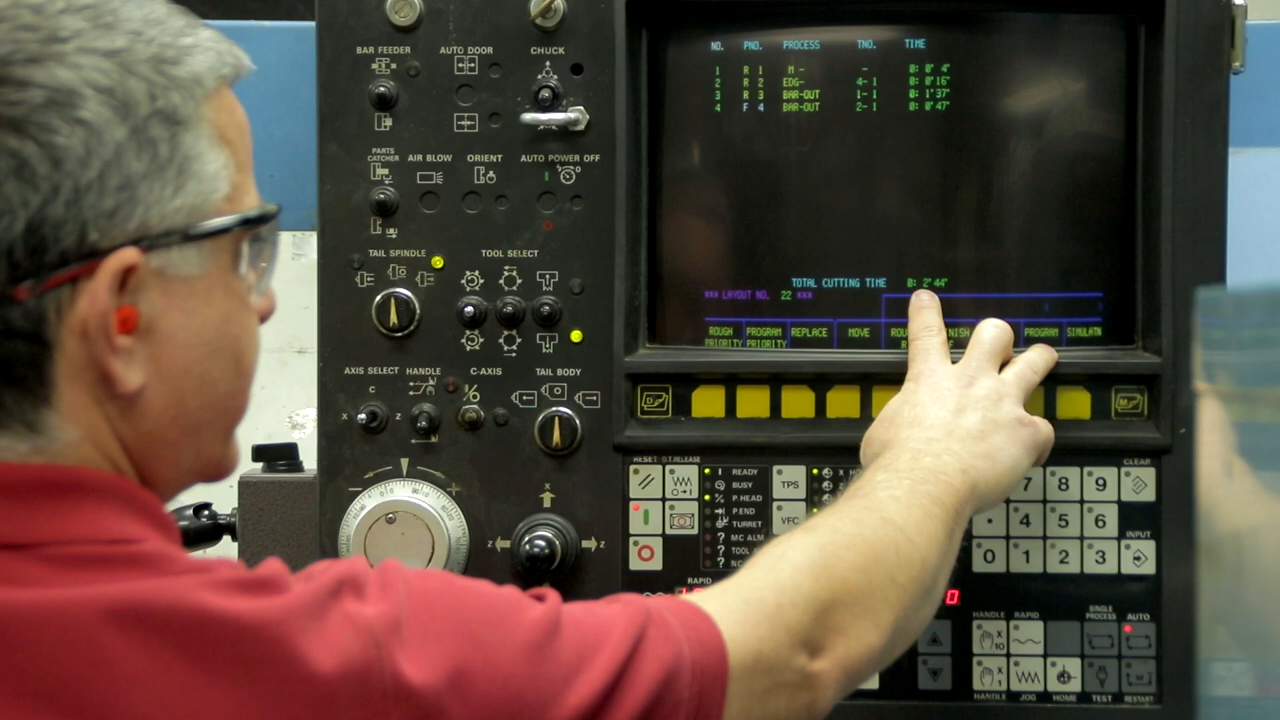 BAR FEEDER AUTO DOOR CHUCK
PARTS CATCHER AIR BLOW ORIENT AUTO POWER OFF
TAIL SPINDLE TOOL SELECT
AXIS SELECT HANDLE C-AXIS TAIL BODY
C
X Z
X
Z Z
NO. PNO. PROCESS TNO. TIME
1 R 1 M - - 0: 0' 4"
2 R 2 EDG- 4- 1 0: 0'16"
3 R 3 BAR-OUT 1- 1 0: 1'37"
4 F 4 BAR-OUT 2- 1 0: 0'47"
TOTAL CUTTING TIME 0: 2'44"
*** LAYOUT NO. 22 ***
ROUGH PROGRAM REPLACE MOVE PROGRAM SIMULATN
PRIORITY PRIORITY
RESET O.T.RELEASE
READY
BUSY
P.HEAD
P.END
TURRET
MC ALM
TOOL
TPS
VFC
RAPID
CLEAR
7 8 9
. 4 5 6
INPUT
0 1 2 3
0
HANDLE RAPID SINGLE PROCESS AUTO
X10
X1
HANDLE JOG HOME TEST RESTART